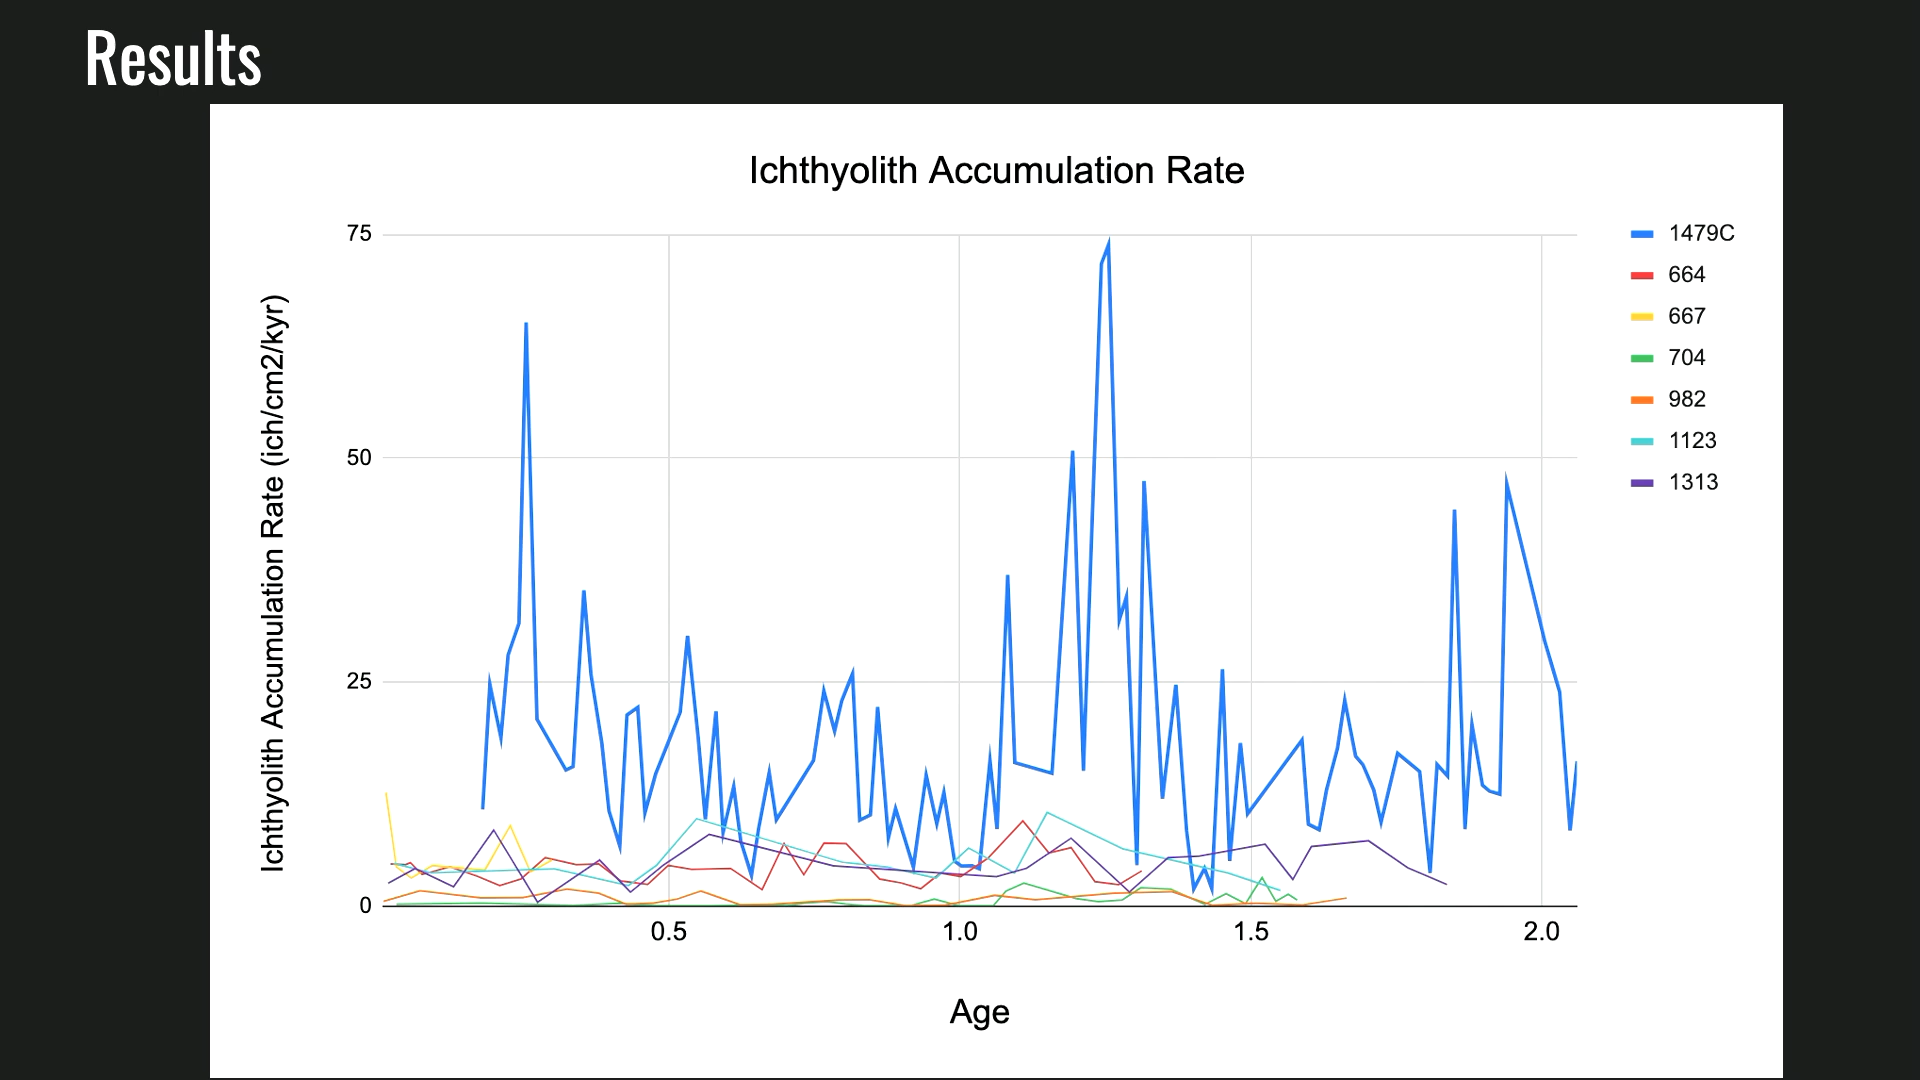 Results
Ichthyolith Accumulation Rate
Ichthyolith Accumulation Rate (ich/cm2/kyr)
75
50
25
0
0.5
1.0
1.5
2.0
Age
1479C
664
667
704
982
1123
1313